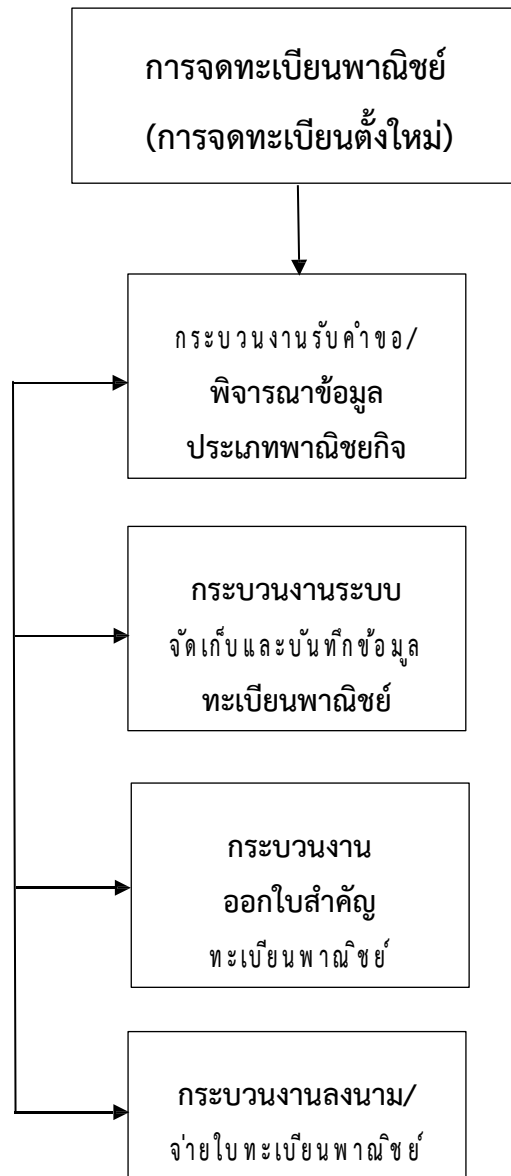 การจดทะเบียนพาณิชย์
(การจดทะเบียนตั้งใหม่)
กระบวนงานรับคำขอ/
พิจารณาข้อมูล
ประเภทพาณิชยกิจ
กระบวนงานระบบ
จัดเก็บและบันทึกข้อมูล
ทะเบียนพาณิชย์
กระบวนงาน
ออกใบสำคัญ
ทะเบียนพาณิชย์
กระบวนงานลงนาม/
จ่ายใบทะเบียนพาณิชย์